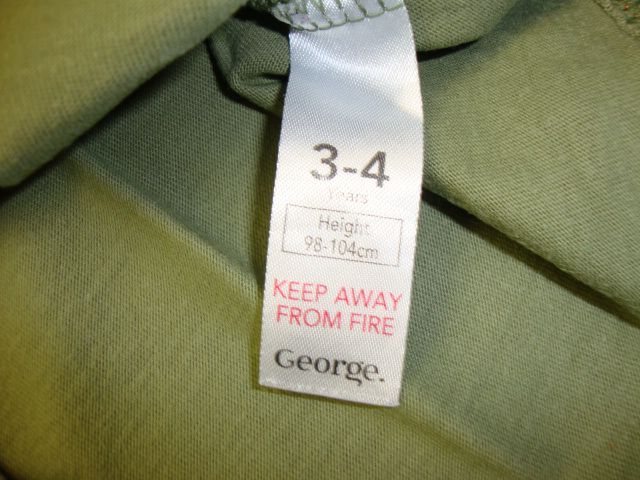 3-4
Years
Height
98-104cm
KEEP AWAY
FROM FIRE
George.